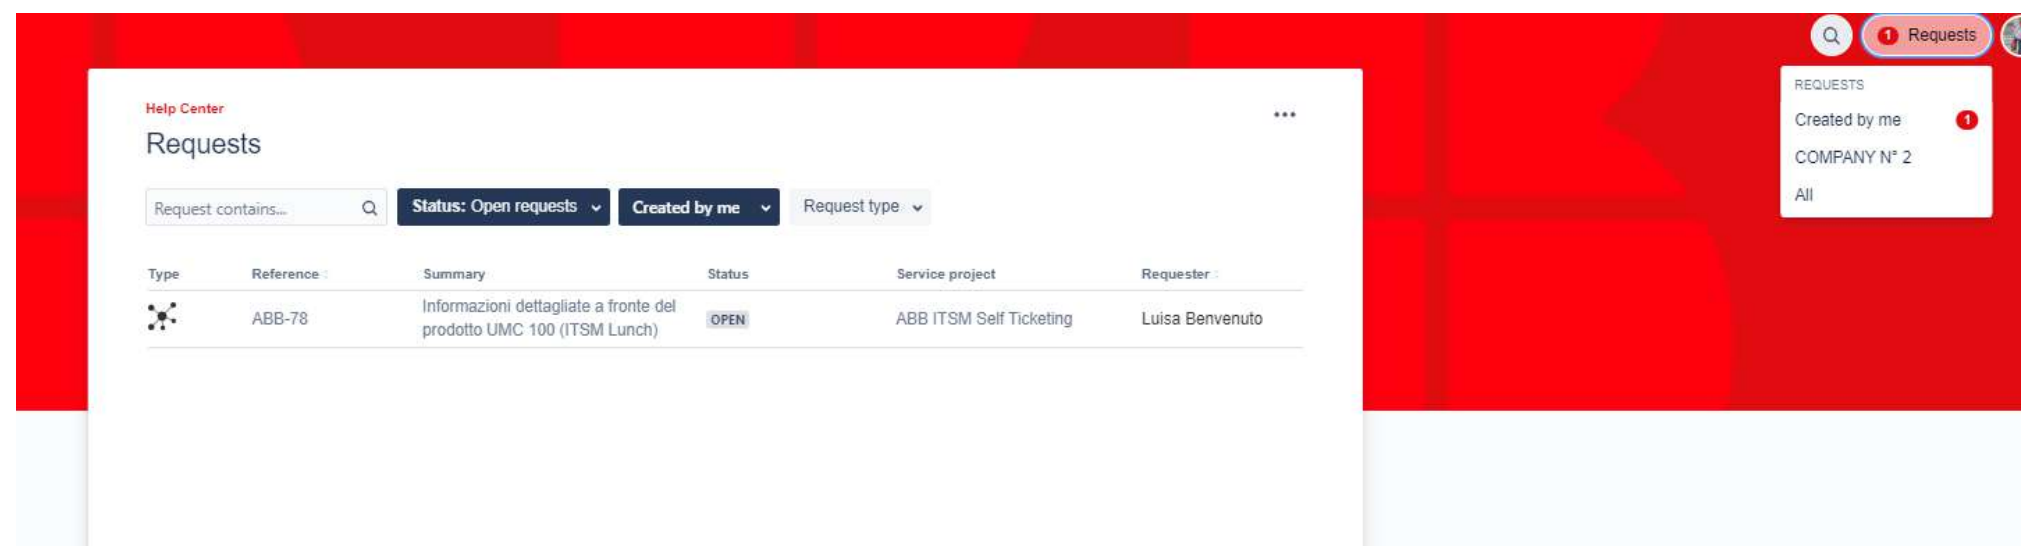 1 Requests
REQUESTS
Created by me 1
COMPANY N° 2
All
Help Center
Requests
Request contains...
Status: Open requests
Created by me
Request type
Type Reference Summary Status Service project Requester
ABB-78 Informazioni dettagliate a fronte del prodotto UMC 100 (ITSM Lunch) OPEN ABB ITSM Self Ticketing Luisa Benvenuto